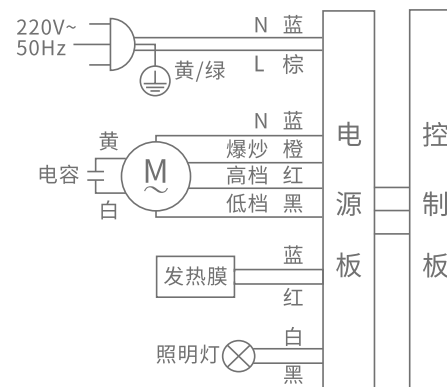 220V~
50Hz
N 蓝
黄/绿
L 棕
N 蓝
爆炒 橙
高档 红
低档 黑
黄
电容
白
M
~
发热膜
蓝
红
照明灯
白
黑
电源板
控制板